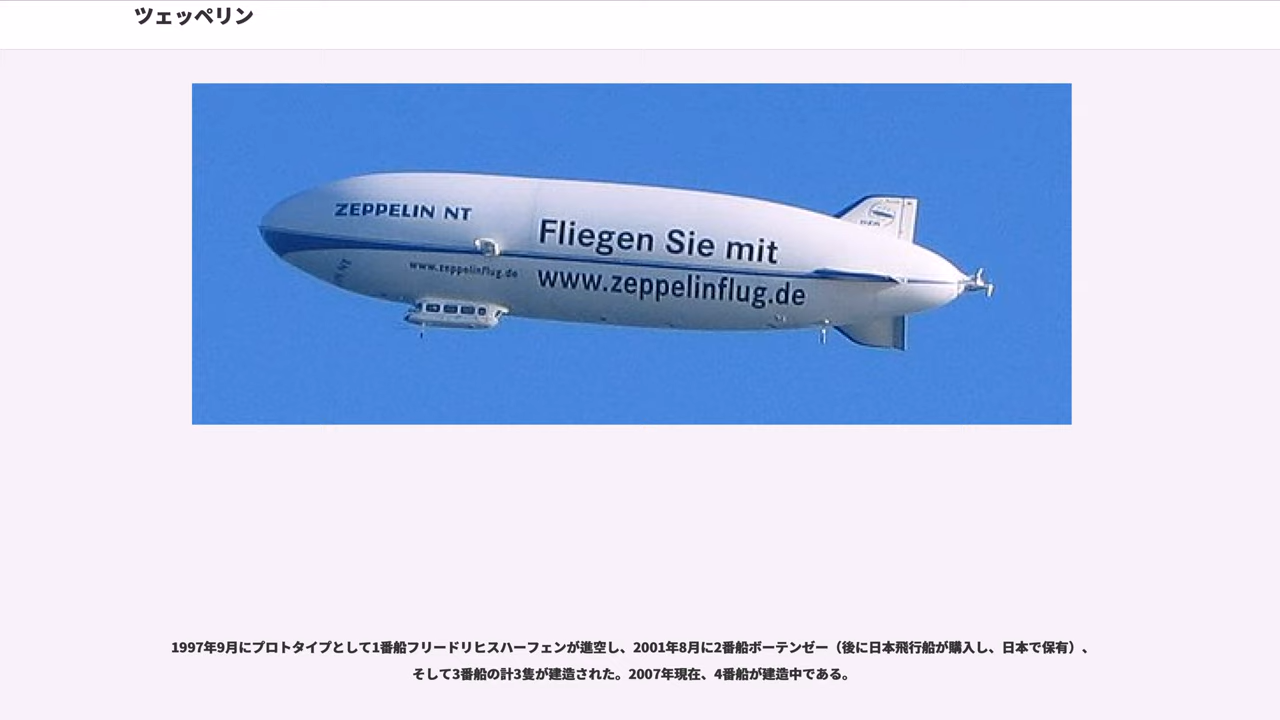 ツェッペリン
ZEPPELIN NT
Fliegen Sie mit
www.zeppelinflug.de
www.zeppelinflug.de
1997年9月にプロトタイプとして1番船フリードリヒスハーフェンが進空し、2001年8月に2番船ボーテンゼー（後に日本飛行船が購入し、日本で保有）、
そして3番船の計3隻が建造された。2007年現在、4番船が建造中である。